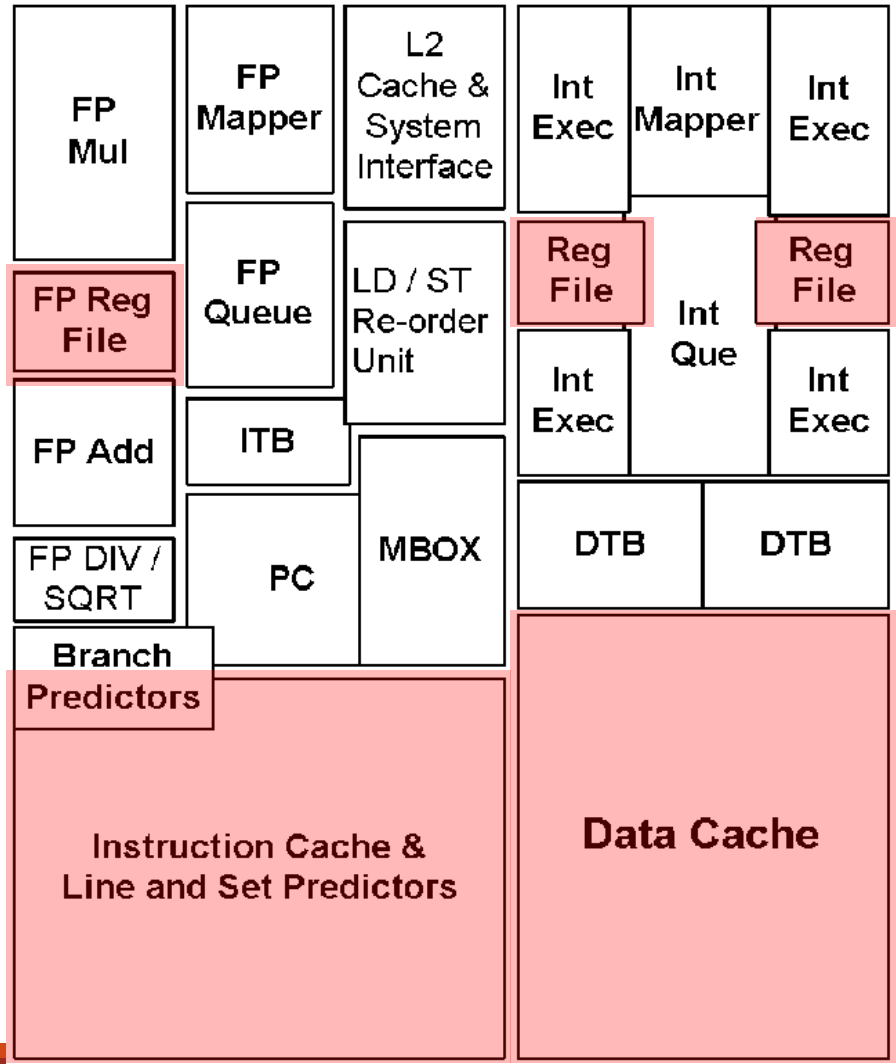 FP
Mul
FP
Mapper
L2
Cache &
System
Interface
Int
Exec
Int
Mapper
Int
Exec
FP Reg
File
FP
Queue
LD / ST
Re-order
Unit
Reg
File
Int
Que
Reg
File
FP Add
ITB
Int
Exec
Int
Exec
FP DIV /
SQRT
PC
MBOX
DTB
DTB
Branch
Predictors
Instruction Cache &
Line and Set Predictors
Data Cache